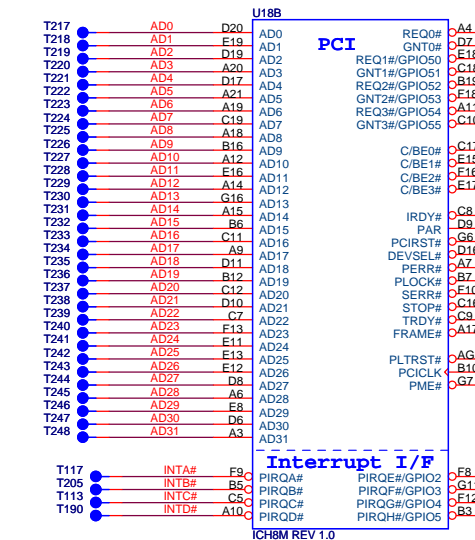 U18B
PCI
T217 AD0 D20 AD0 REQ0# A4
T218 AD1 E19 AD1 GNT0# D7
T219 AD2 D19 AD2 REQ1#/GPIO50 E18
T220 AD3 A20 AD3 GNT1#/GPIO51 C18
T221 AD4 D17 AD4 REQ2#/GPIO52 B19
T222 AD5 A21 AD5 GNT2#/GPIO53 F18
T223 AD6 A19 AD6 REQ3#/GPIO54 A11
T224 AD7 C19 AD7 GNT3#/GPIO55 C10
T225 AD8 A18 AD8
T226 AD9 B16 AD9 C/BE0# C17
T227 AD10 A12 AD10 C/BE1# E15
T228 AD11 E16 AD11 C/BE2# F16
T229 AD12 A14 AD12 C/BE3# E17
T230 AD13 G16 AD13
T231 AD14 A15 AD14 IRDY# C8
T232 AD15 B6 AD15 PAR D9
T233 AD16 C11 AD16 PCIRST# G6
T234 AD17 A9 AD17 DEVSEL# D16
T235 AD18 D11 AD18 PERR# A7
T236 AD19 B12 AD19 PLOCK# B7
T237 AD20 C12 AD20 SERR# F10
T238 AD21 D10 AD21 STOP# C16
T239 AD22 C7 AD22 TRDY# C9
T240 AD23 F13 AD23 FRAME# A17
T241 AD24 E11 AD24
T242 AD25 E13 AD25 PLTRST# AG
T243 AD26 E12 AD26 PCICLK B10
T244 AD27 D8 AD27 PME# G7
T245 AD28 A6 AD28
T246 AD29 E8 AD29
T247 AD30 D6 AD30
T248 AD31 A3 AD31
Interrupt I/F
T117 INTA# F9 PIRQA# PIRQE#/GPIO2 F8
T205 INTB# B5 PIRQB# PIRQF#/GPIO3 G11
T113 INTC# C5 PIRQC# PIRQG#/GPIO4 F12
T190 INTD# A10 PIRQD# PIRQH#/GPIO5 B3
ICH8M REV 1.0